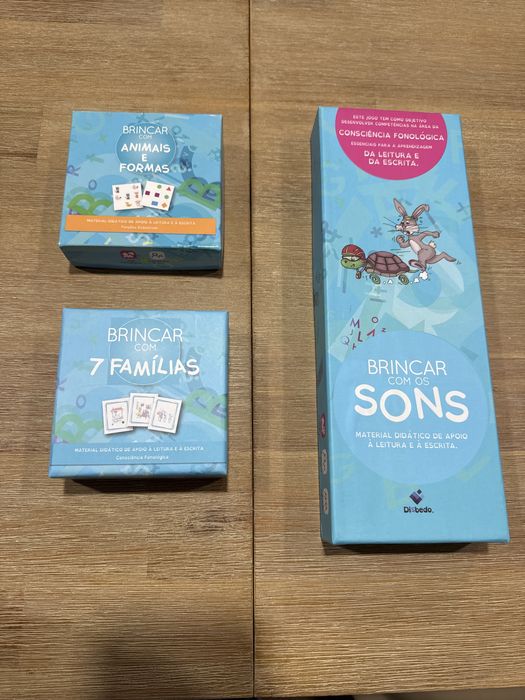 BRINCAR
COM
ANIMAIS
E
FORMAS
MATERIAL DIDÁTICO DE APOIO À LEITURA E À ESCRITA
BRINCAR
COM
7 FAMÍLIAS
MATERIAL DIDÁTICO DE APOIO À LEITURA E À ESCRITA
Consciência Fonológica
ESTE JOGO TEM COMO OBJETIVO
DESENVOLVER COMPETÊNCIAS NA ÁREA DA
CONSCIÊNCIA FONOLÓGICA
ESSENCIAIS PARA A APRENDIZAGEM
DA LEITURA E
DA ESCRITA.
BRINCAR
COM OS
SONS
MATERIAL DIDÁTICO DE APOIO
À LEITURA E À ESCRITA.
Disbedo.